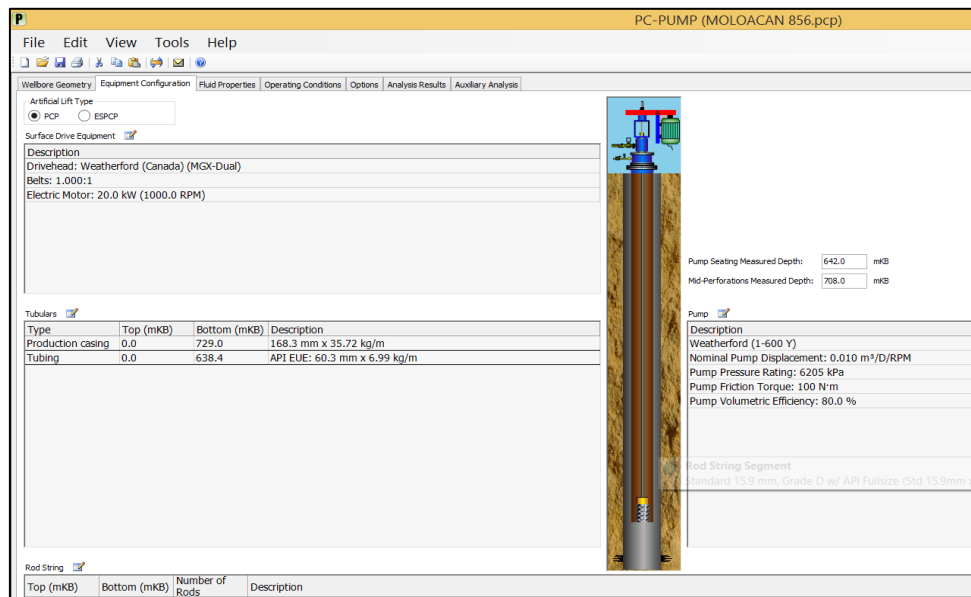 PC-PUMP (MOLOACAN 856.pcp)
File Edit View Tools Help
Wellbore Geometry Equipment Configuration Fluid Properties Operating Conditions Options Analysis Results Auxiliary Analysis
Artificial Lift Type
PCP ESPCP
Surface Drive Equipment
Description
Drivehead: Weatherford (Canada) (MGX-Dual)
Belts: 1.000:1
Electric Motor: 20.0 kW (1000.0 RPM)
Pump Seating Measured Depth: 642.0 mKB
Mid-Perforations Measured Depth: 708.0 mKB
Tubulars
Type Top (mKB) Bottom (mKB) Description
Production casing 0.0 729.0 168.3 mm x 35.72 kg/m
Tubing 0.0 638.4 API EUE: 60.3 mm x 6.99 kg/m
Pump
Description
Weatherford (1-600 Y)
Nominal Pump Displacement: 0.010 m³/D/RPM
Pump Pressure Rating: 6205 kPa
Pump Friction Torque: 100 N·m
Pump Volumetric Efficiency: 80.0 %
Rod String Segment
Standard 15.9 mm, Grade D w/ API Fullsize (Std 15.9mm x
Rod String
Top (mKB) Bottom (mKB) Number of Rods Description